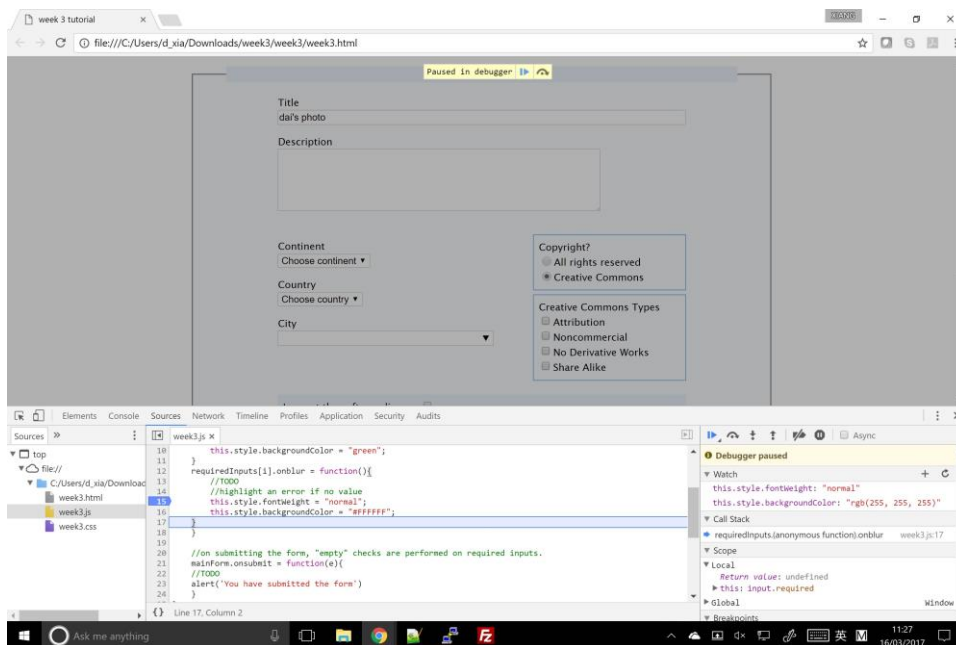 week 3 tutorial
XIANG
file:///C:/Users/d_xia/Downloads/week3/week3/week3.html
Paused in debugger
Title
dai's photo
Description
Continent
Choose continent
Country
Choose country
City
Copyright?
All rights reserved
Creative Commons
Creative Commons Types
Attribution
Noncommercial
No Derivative Works
Share Alike
Elements Console Sources Network Timeline Profiles Application Security Audits
Sources
top
file://
C:/Users/d_xia/Downloac
week3.html
week3.js
week3.css
week3.js
10 this.style.backgroundColor = "green";
11 }
12 requiredInputs[i].onblur = function(){
13 //TODO
14 //highlight an error if no value
15 this.style.fontWeight = "normal";
16 this.style.backgroundColor = "#FFFFFF";
17 }
18 }
19
20 //on submitting the form, "empty" checks are performed on required inputs.
21 mainForm.onsubmit = function(e){
22 //TODO
23 alert('You have submitted the form')
24 }
{} Line 17, Column 2
Async
Debugger paused
Watch
this.style.fontWeight: "normal"
this.style.backgroundColor: "rgb(255, 255, 255)"
Call Stack
requiredInputs.(anonymous function).onblur week3.js:17
Scope
Local
Return value: undefined
this: input.required
Global Window
Breakpoints
Ask me anything
英
M
11:27
16/03/2017